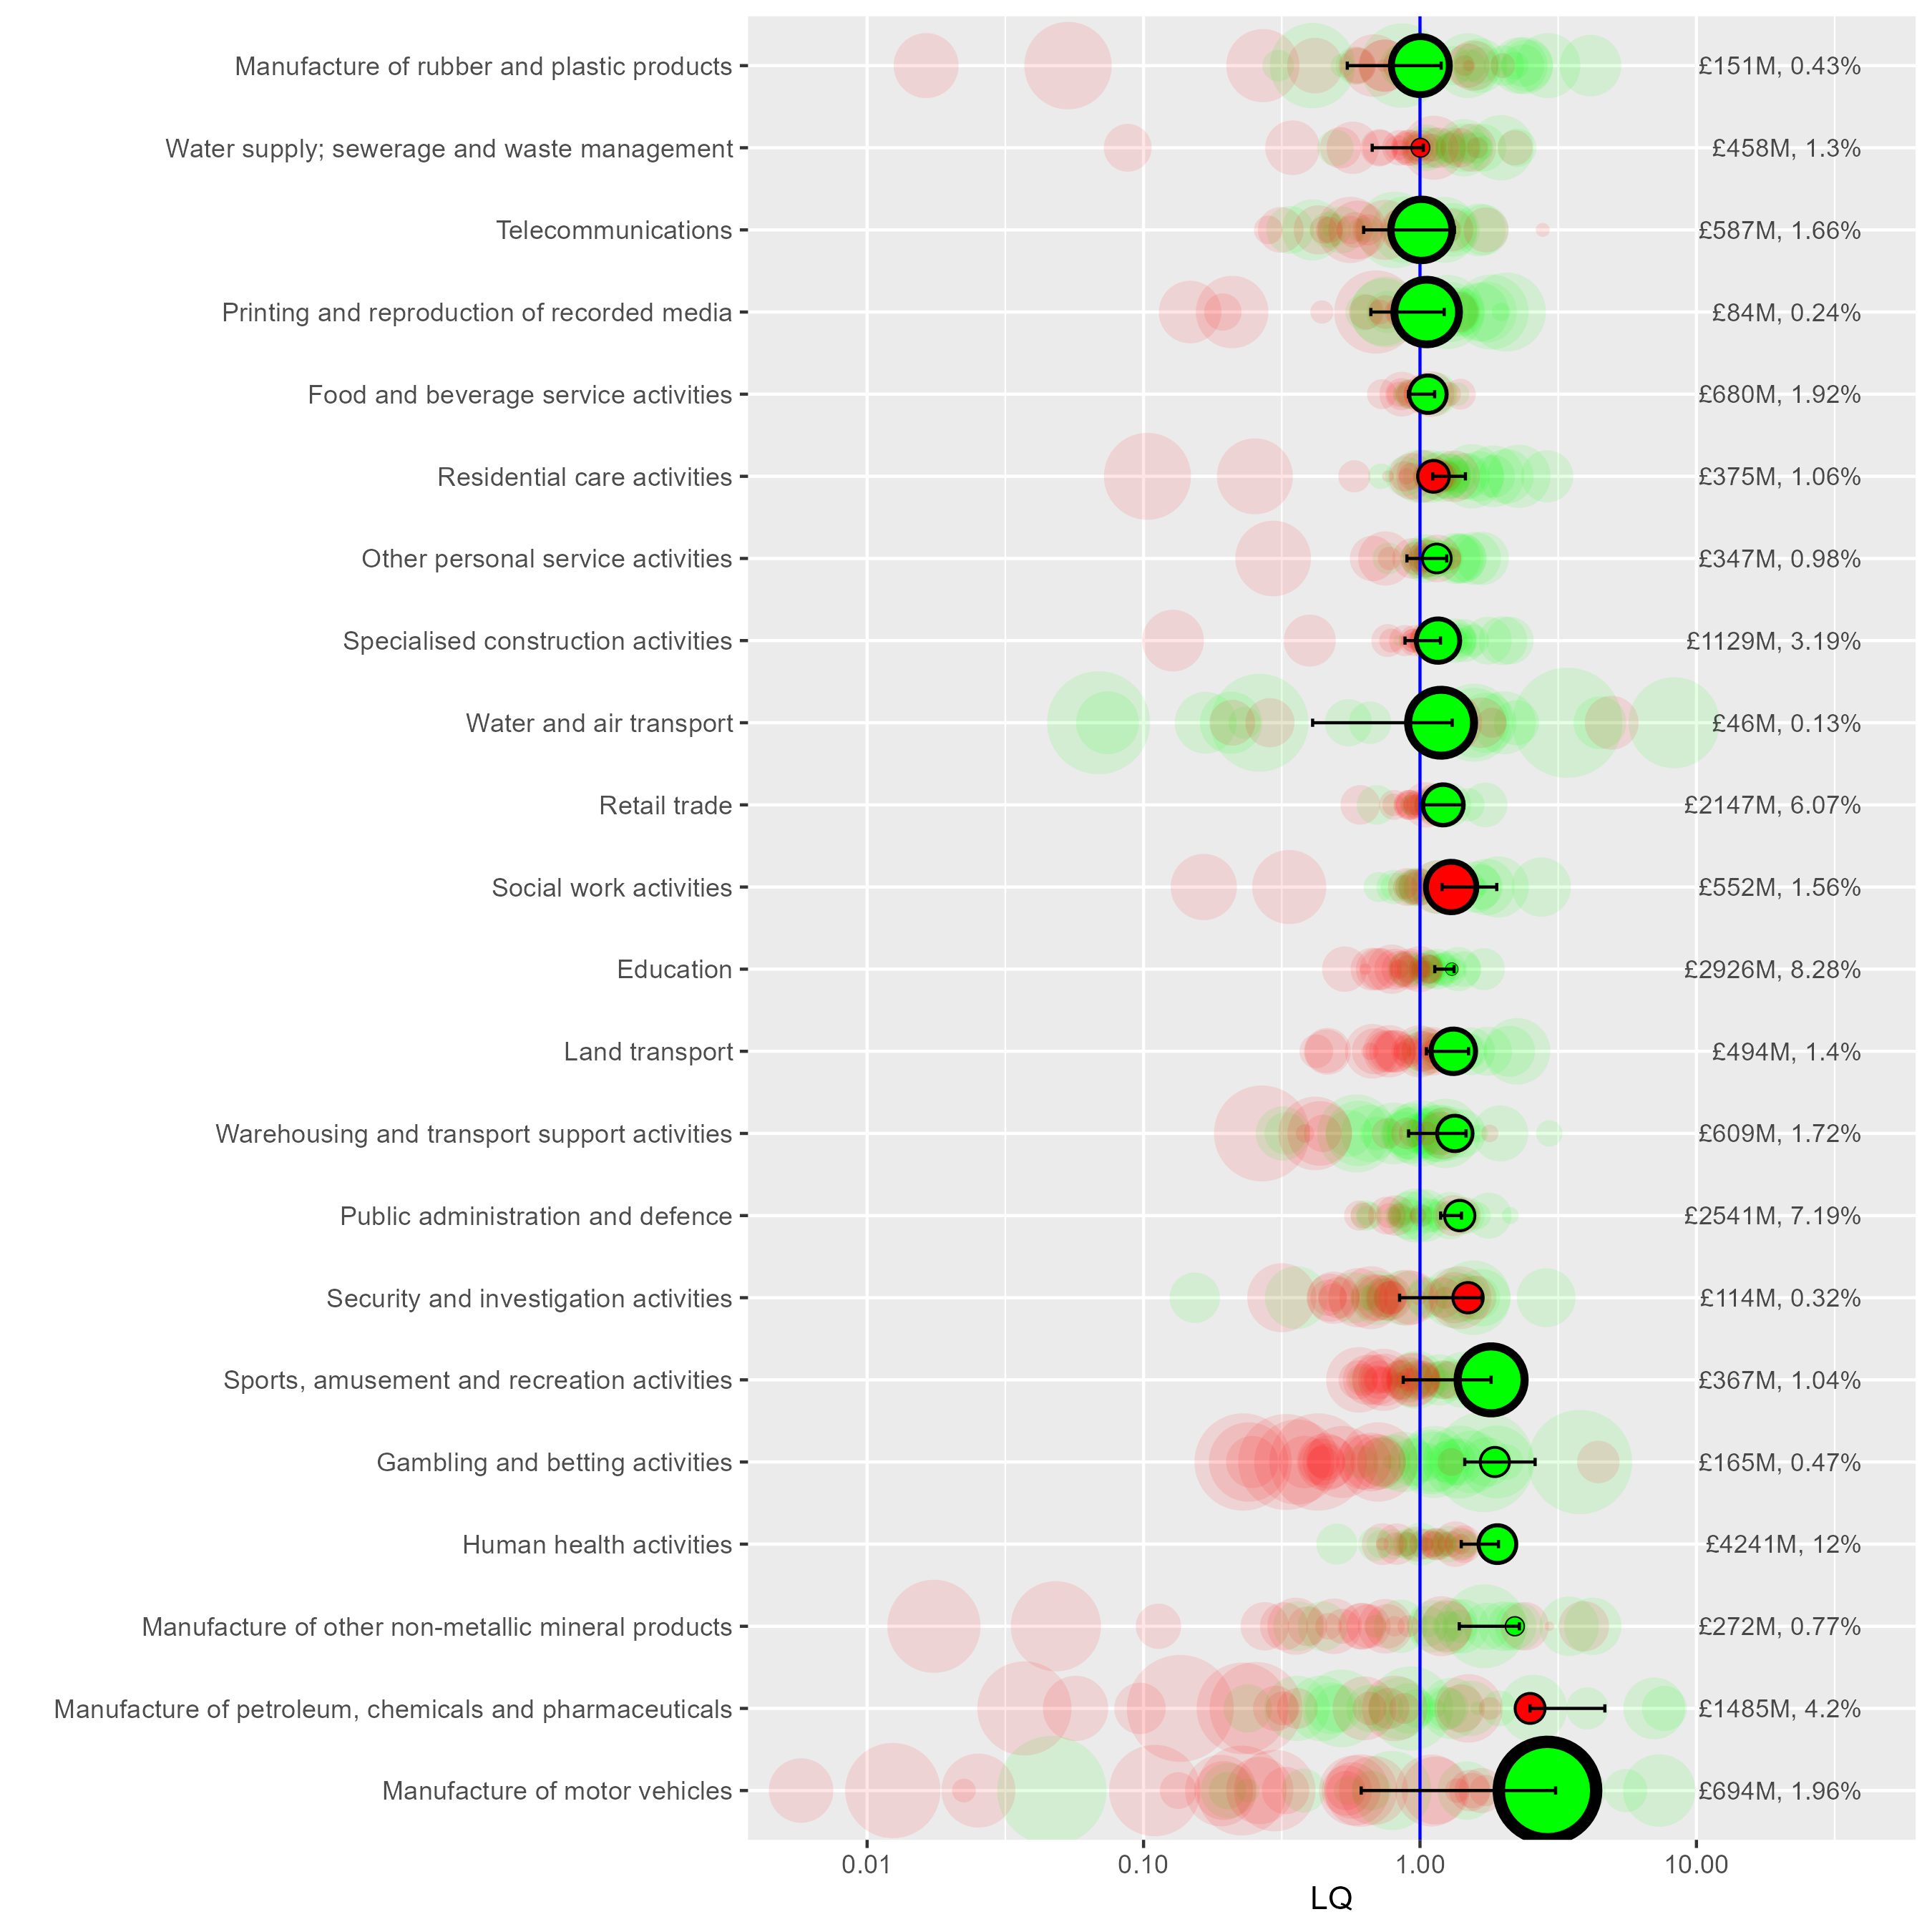 Manufacture of rubber and plastic products £151M, 0.43%
Water supply; sewerage and waste management £458M, 1.3%
Telecommunications £587M, 1.66%
Printing and reproduction of recorded media £84M, 0.24%
Food and beverage service activities £680M, 1.92%
Residential care activities £375M, 1.06%
Other personal service activities £347M, 0.98%
Specialised construction activities £1129M, 3.19%
Water and air transport £46M, 0.13%
Retail trade £2147M, 6.07%
Social work activities £552M, 1.56%
Education £2926M, 8.28%
Land transport £494M, 1.4%
Warehousing and transport support activities £609M, 1.72%
Public administration and defence £2541M, 7.19%
Security and investigation activities £114M, 0.32%
Sports, amusement and recreation activities £367M, 1.04%
Gambling and betting activities £165M, 0.47%
Human health activities £4241M, 12%
Manufacture of other non-metallic mineral products £272M, 0.77%
Manufacture of petroleum, chemicals and pharmaceuticals £1485M, 4.2%
Manufacture of motor vehicles £694M, 1.96%
0.01 0.10 1.00 10.00
LQ